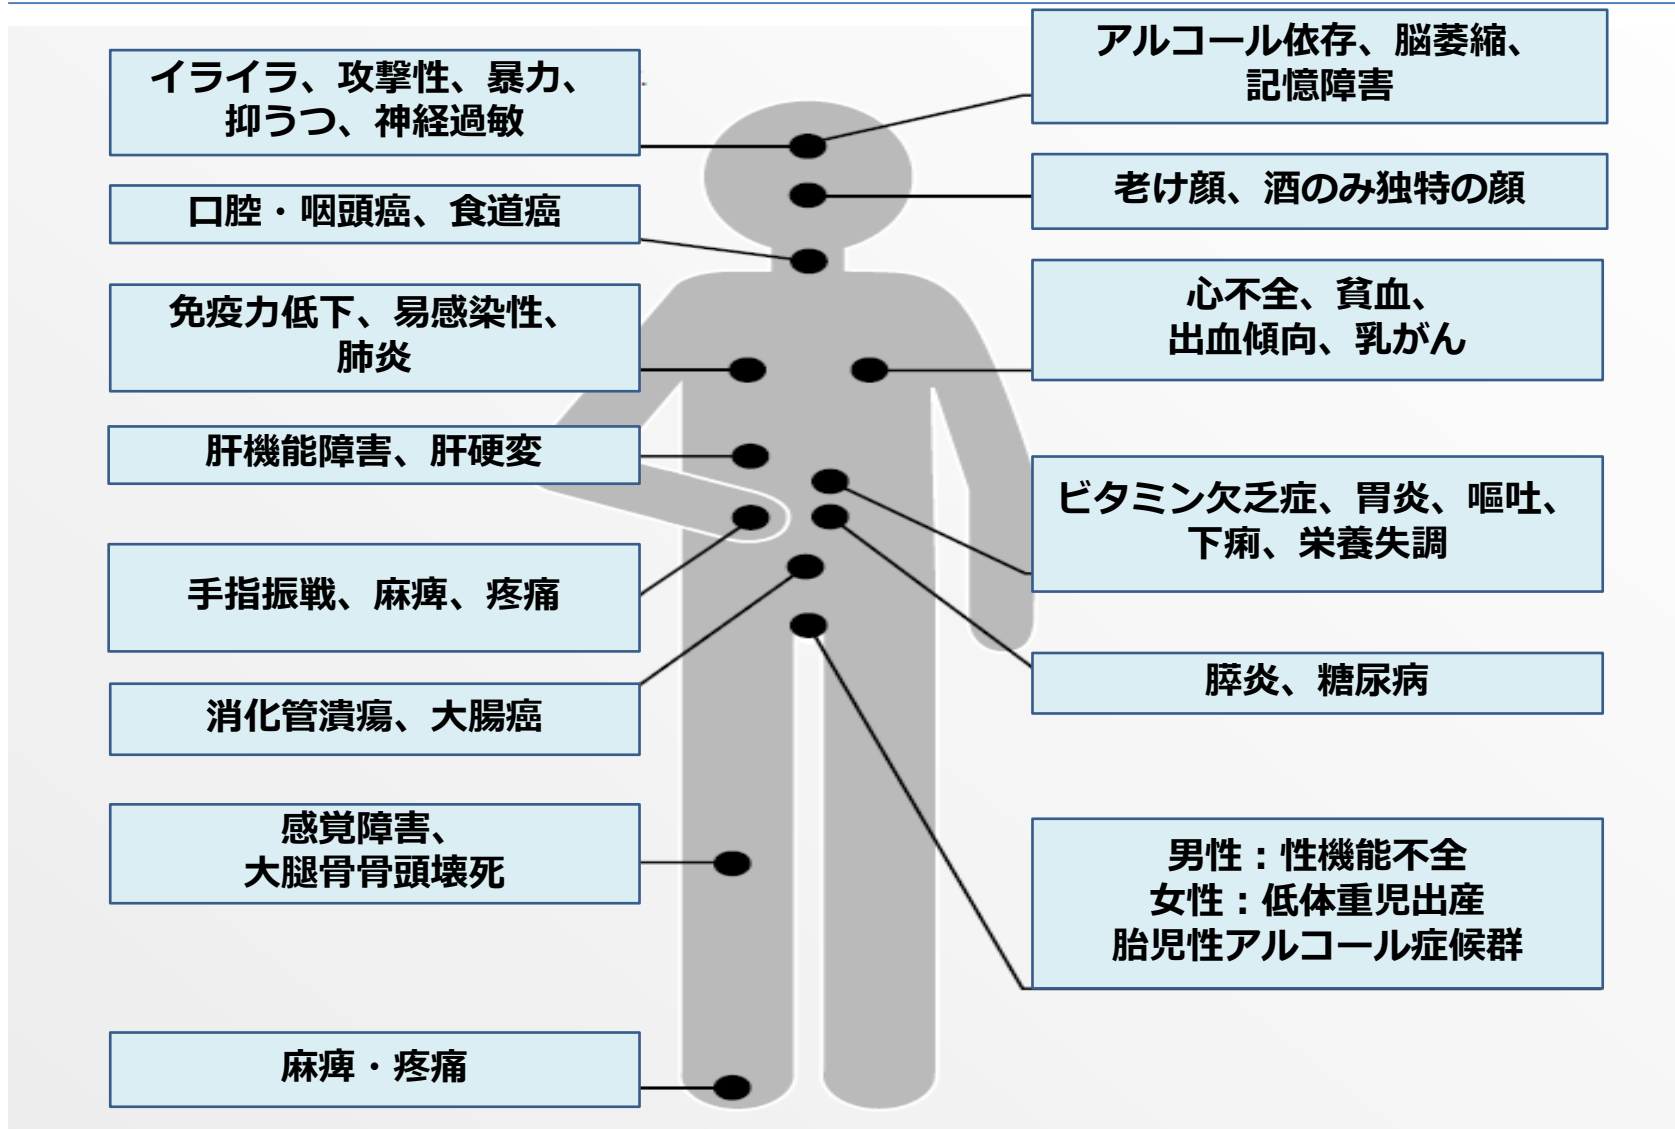 イライラ、攻撃性、暴力、
抑うつ、神経過敏
口腔・咽頭癌、食道癌
免疫力低下、易感染性、
肺炎
肝機能障害、肝硬変
手指振戦、麻痺、疼痛
消化管潰瘍、大腸癌
感覚障害、
大腿骨骨頭壊死
麻痺・疼痛
アルコール依存、脳萎縮、
記憶障害
老け顔、酒のみ独特の顔
心不全、貧血、
出血傾向、乳がん
ビタミン欠乏症、胃炎、嘔吐、
下痢、栄養失調
膵炎、糖尿病
男性：性機能不全
女性：低体重児出産
胎児性アルコール症候群